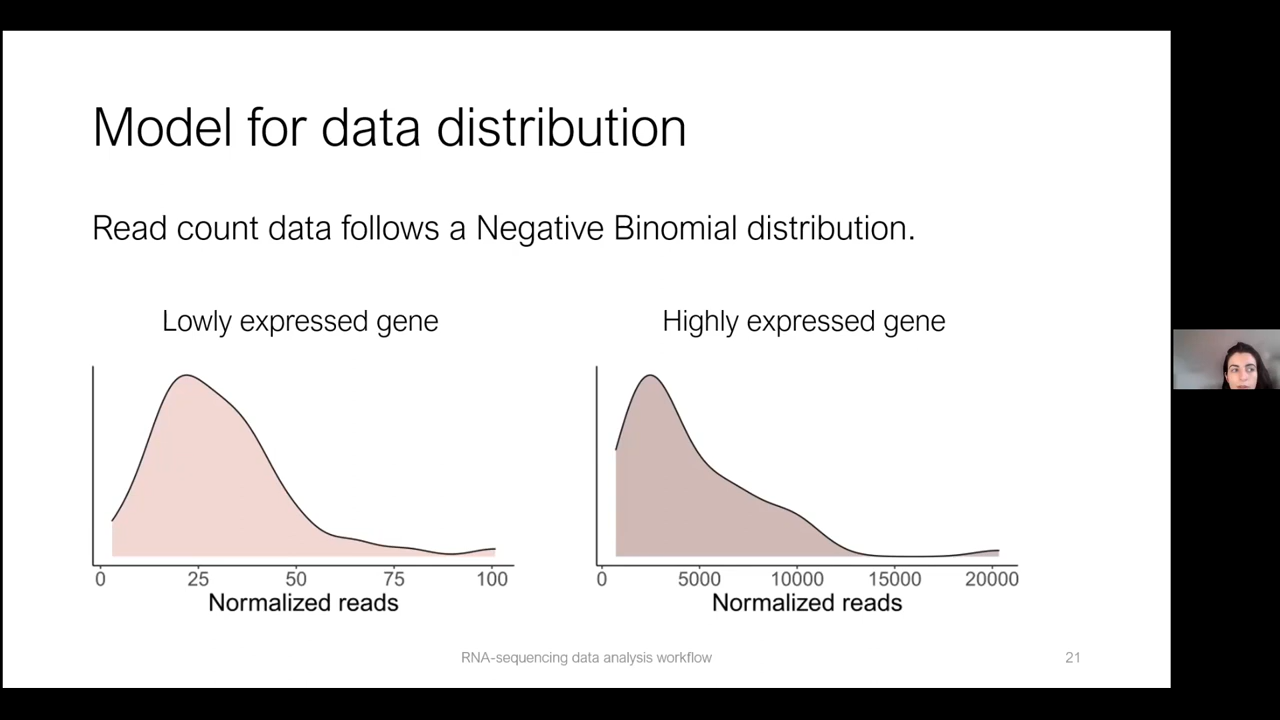 Model for data distribution
Read count data follows a Negative Binomial distribution.
Lowly expressed gene
Highly expressed gene
0 25 50 75 100
Normalized reads
0 5000 10000 15000 20000
Normalized reads
RNA-sequencing data analysis workflow
21